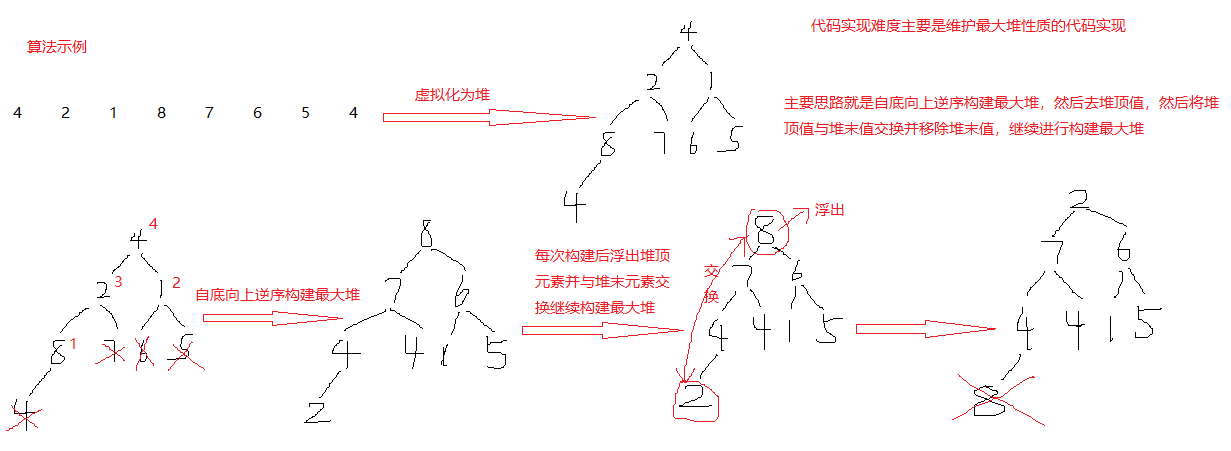 代码实现难度主要是维护最大堆性质的代码实现
算法示例
4 2 1 8 7 6 5 4
虚拟化为堆
4
2 1
8 7 6 5
4
主要思路就是自底向上逆序构建最大堆，然后去堆顶值，然后将堆
顶值与堆末值交换并移除堆末值，继续进行构建最大堆
4 4
2 3 1 2
8 1 7 6 5
4
自底向上逆序构建最大堆
8
7 6
4 4 1 5
2
每次构建后浮出堆顶
元素并与堆末元素交
换继续构建最大堆
8 浮出
交
换
7 6
4 4 1 5
2
2
7 6
4 4 1 5
8